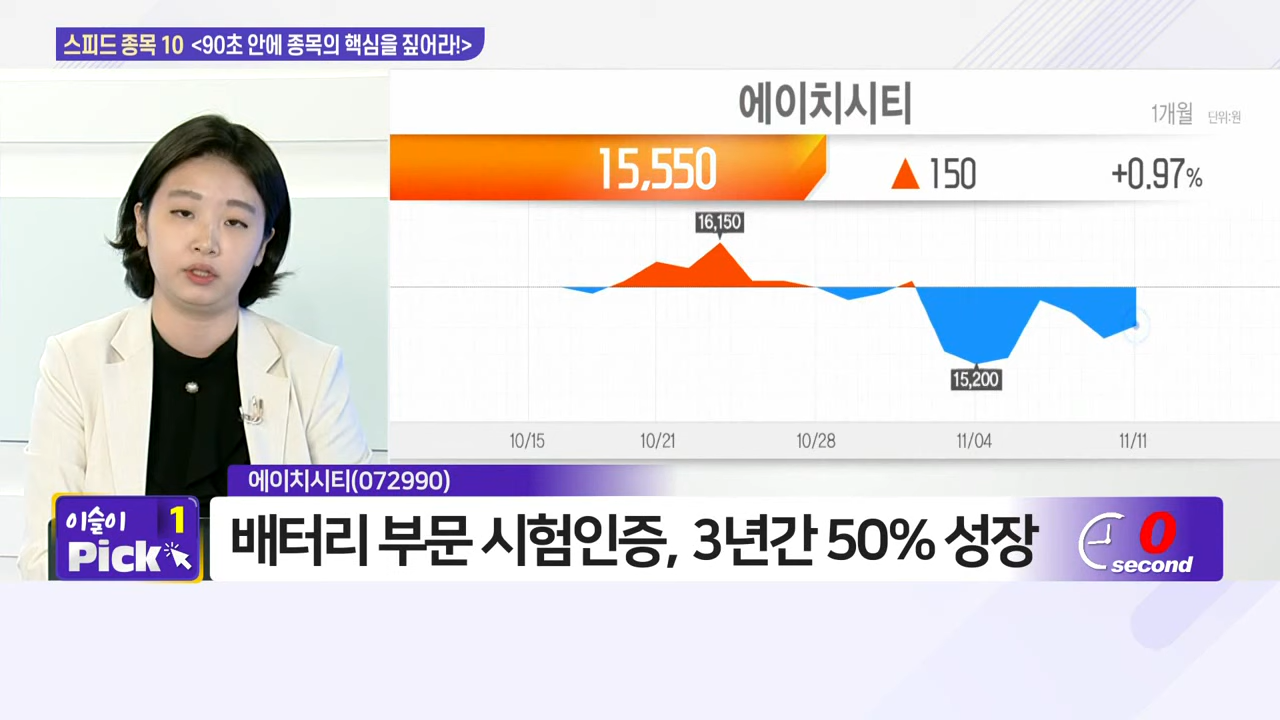 스피드 종목 10 <90초 안에 종목의 핵심을 짚어라!>
에이치시티
1개월 단위:원
15,550 ▲150 +0.97%
16,150
15,200
10/15 10/21 10/28 11/04 11/11
에이치시티(072990)
이슬이 1
Pick
배터리 부문 시험인증, 3년간 50% 성장
0
second